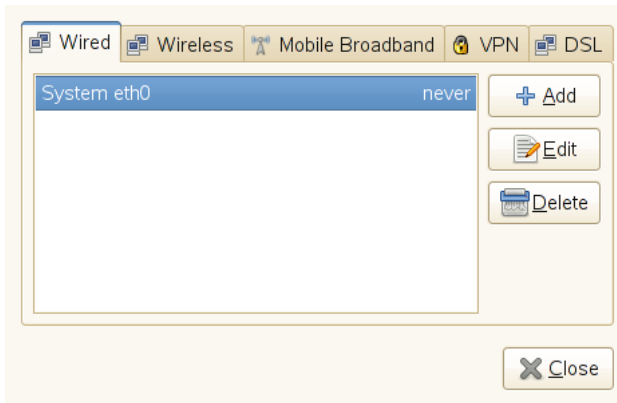 Wired Wireless Mobile Broadband VPN DSL
System eth0 never
Add
Edit
Delete
Close